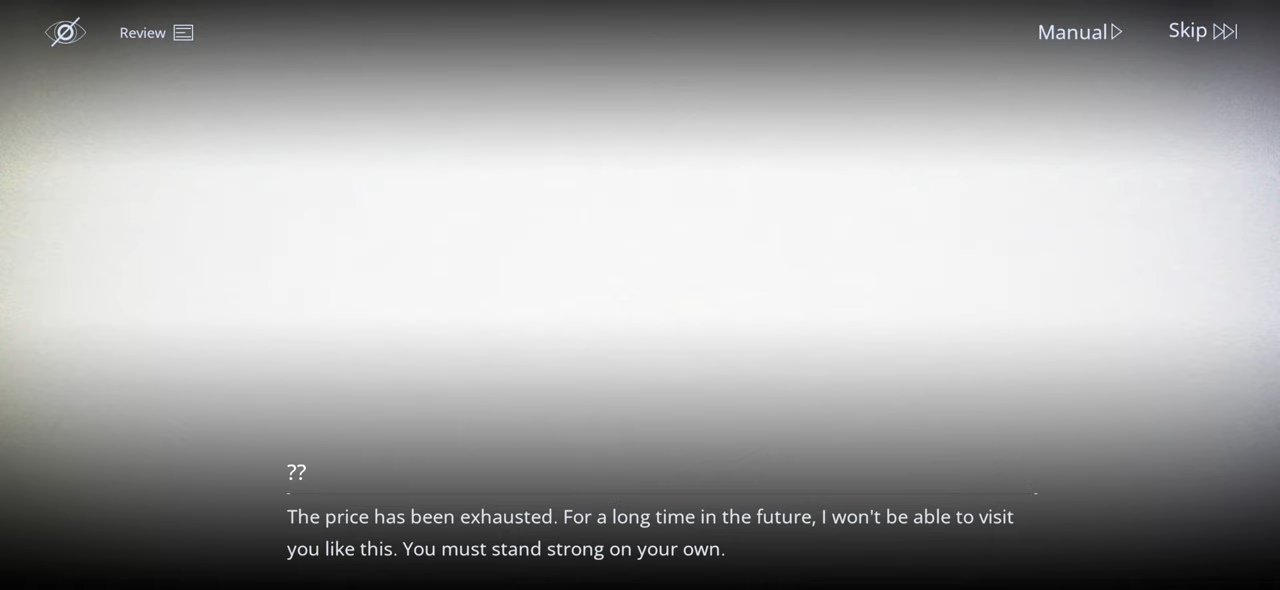 Review
Manual
Skip
??
The price has been exhausted. For a long time in the future, I won't be able to visit
you like this. You must stand strong on your own.